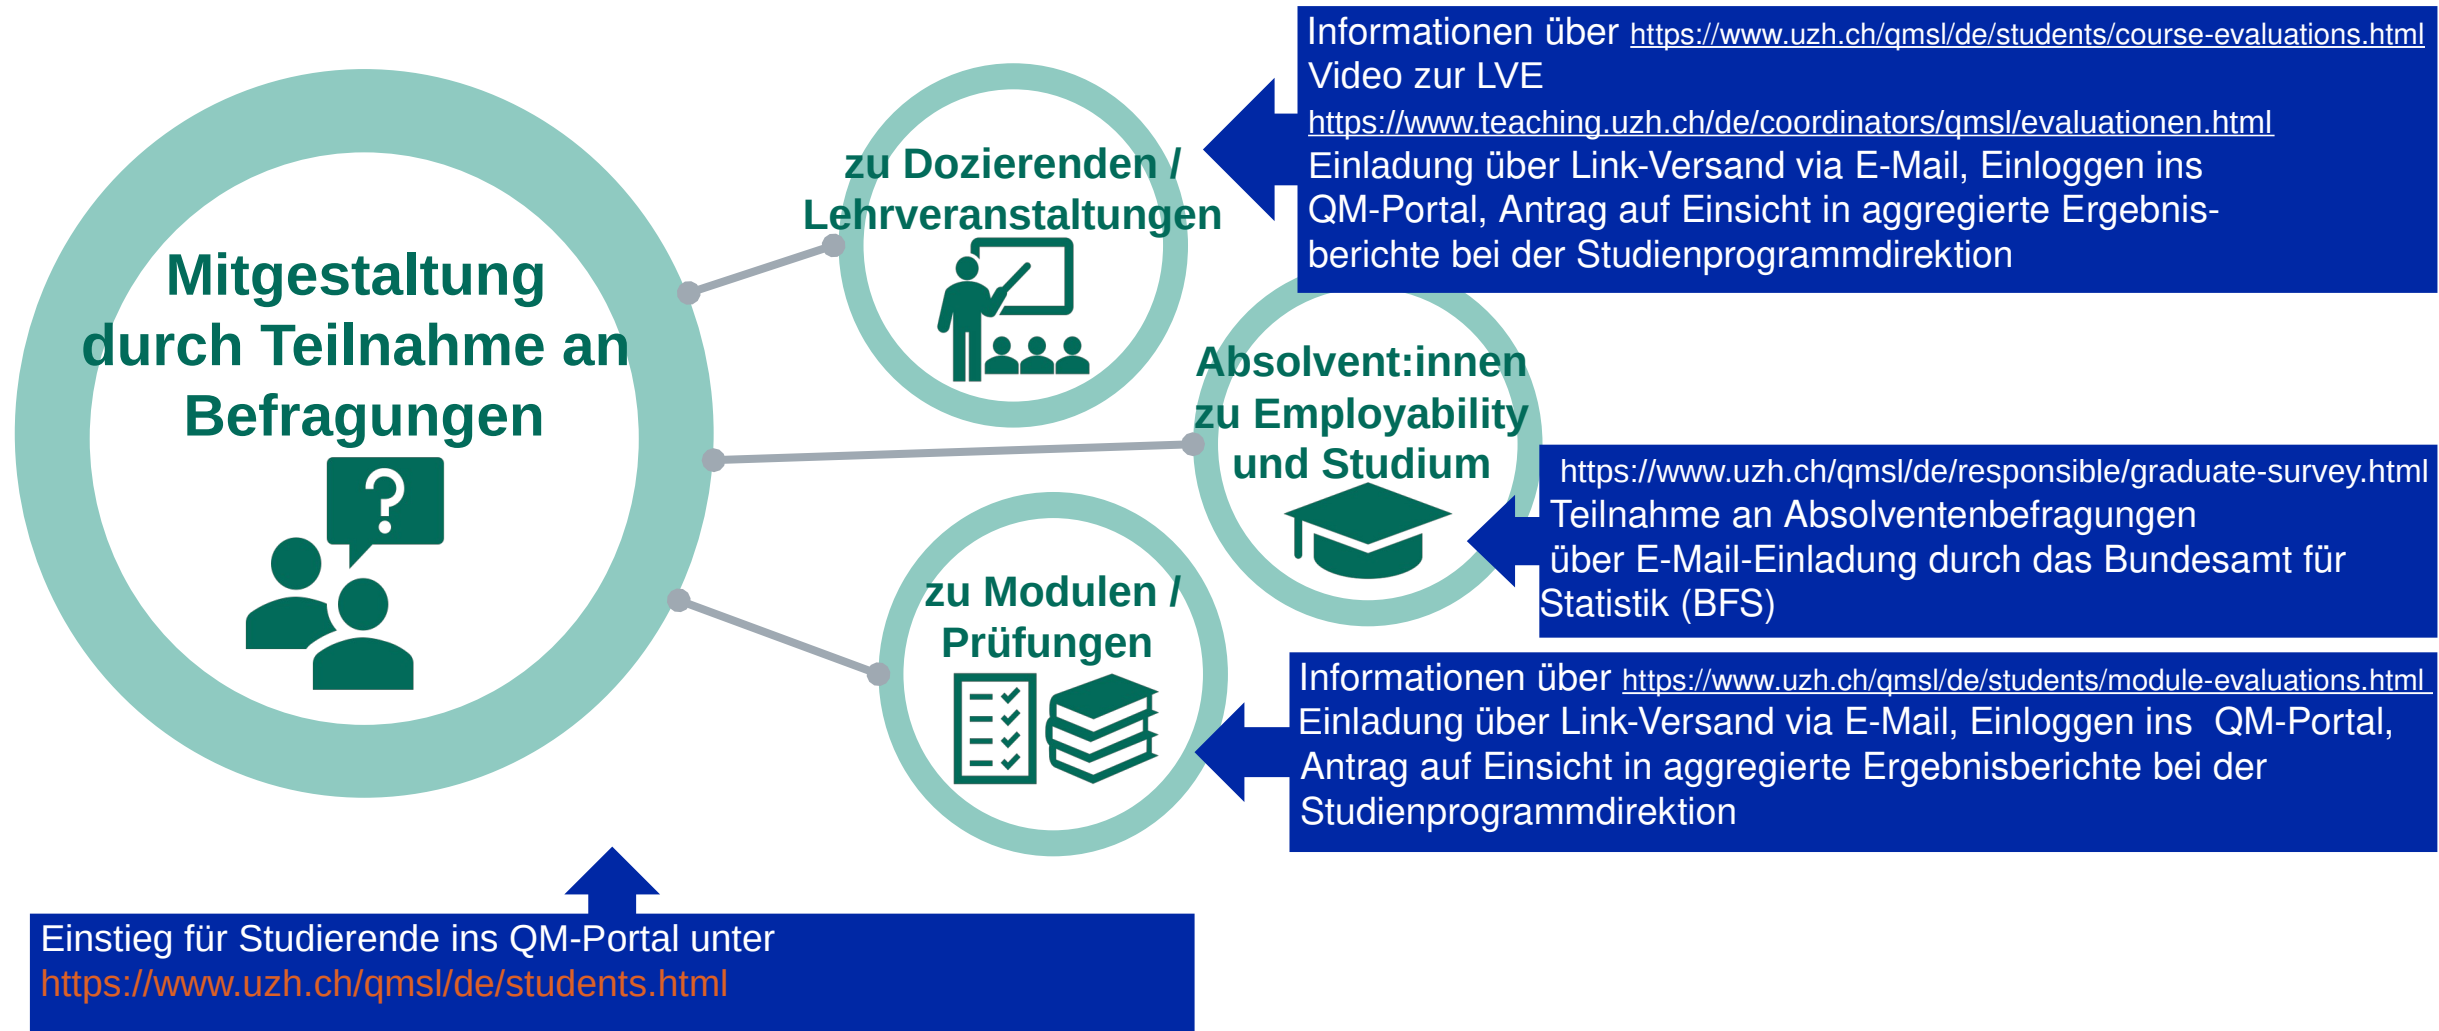 Mitgestaltung
durch Teilnahme an
Befragungen
?
zu Dozierenden /
Lehrveranstaltungen
Informationen über https://www.uzh.ch/qmsl/de/students/course-evaluations.html
Video zur LVE
https://www.teaching.uzh.ch/de/coordinators/qmsl/evaluationen.html
Einladung über Link-Versand via E-Mail, Einloggen ins
QM-Portal, Antrag auf Einsicht in aggregierte Ergebnis-
berichte bei der Studienprogrammdirektion
Absolvent:innen
zu Employability
und Studium
https://www.uzh.ch/qmsl/de/responsible/graduate-survey.html
Teilnahme an Absolventenbefragungen
über E-Mail-Einladung durch das Bundesamt für
Statistik (BFS)
zu Modulen /
Prüfungen
Informationen über https://www.uzh.ch/qmsl/de/students/module-evaluations.html
Einladung über Link-Versand via E-Mail, Einloggen ins  QM-Portal,
Antrag auf Einsicht in aggregierte Ergebnisberichte bei der
Studienprogrammdirektion
Einstieg für Studierende ins QM-Portal unter
https://www.uzh.ch/qmsl/de/students.html